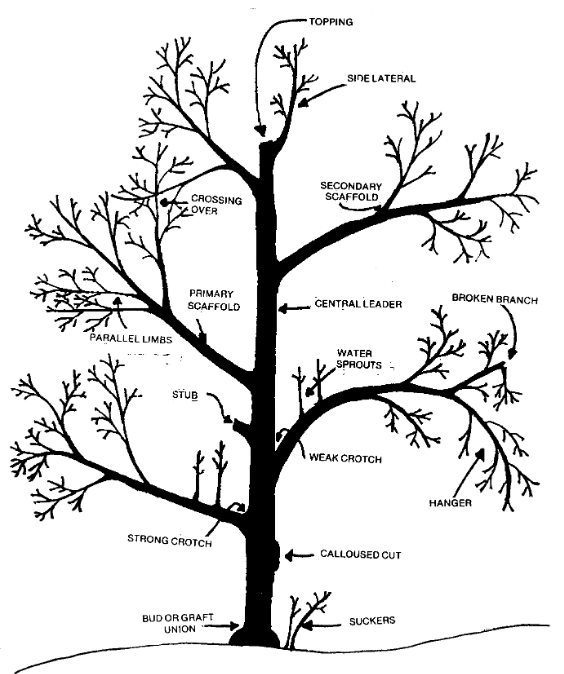 TOPPING
SIDE LATERAL
SECONDARY
SCAFFOLD
CROSSING
OVER
PRIMARY
SCAFFOLD
CENTRAL LEADER
BROKEN BRANCH
PARALLEL LIMBS
WATER
SPROUTS
STUB
WEAK CROTCH
HANGER
STRONG CROTCH
CALLOUSED CUT
BUD OR GRAFT
UNION
SUCKERS